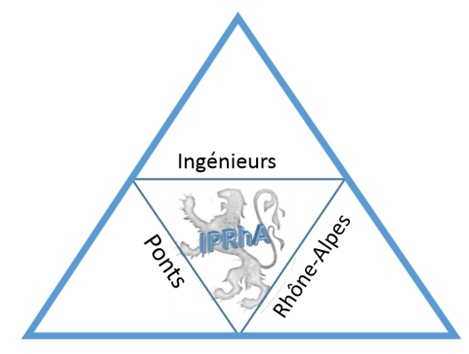 Ingénieurs
IPRhA
Ponts
Rhône-Alpes